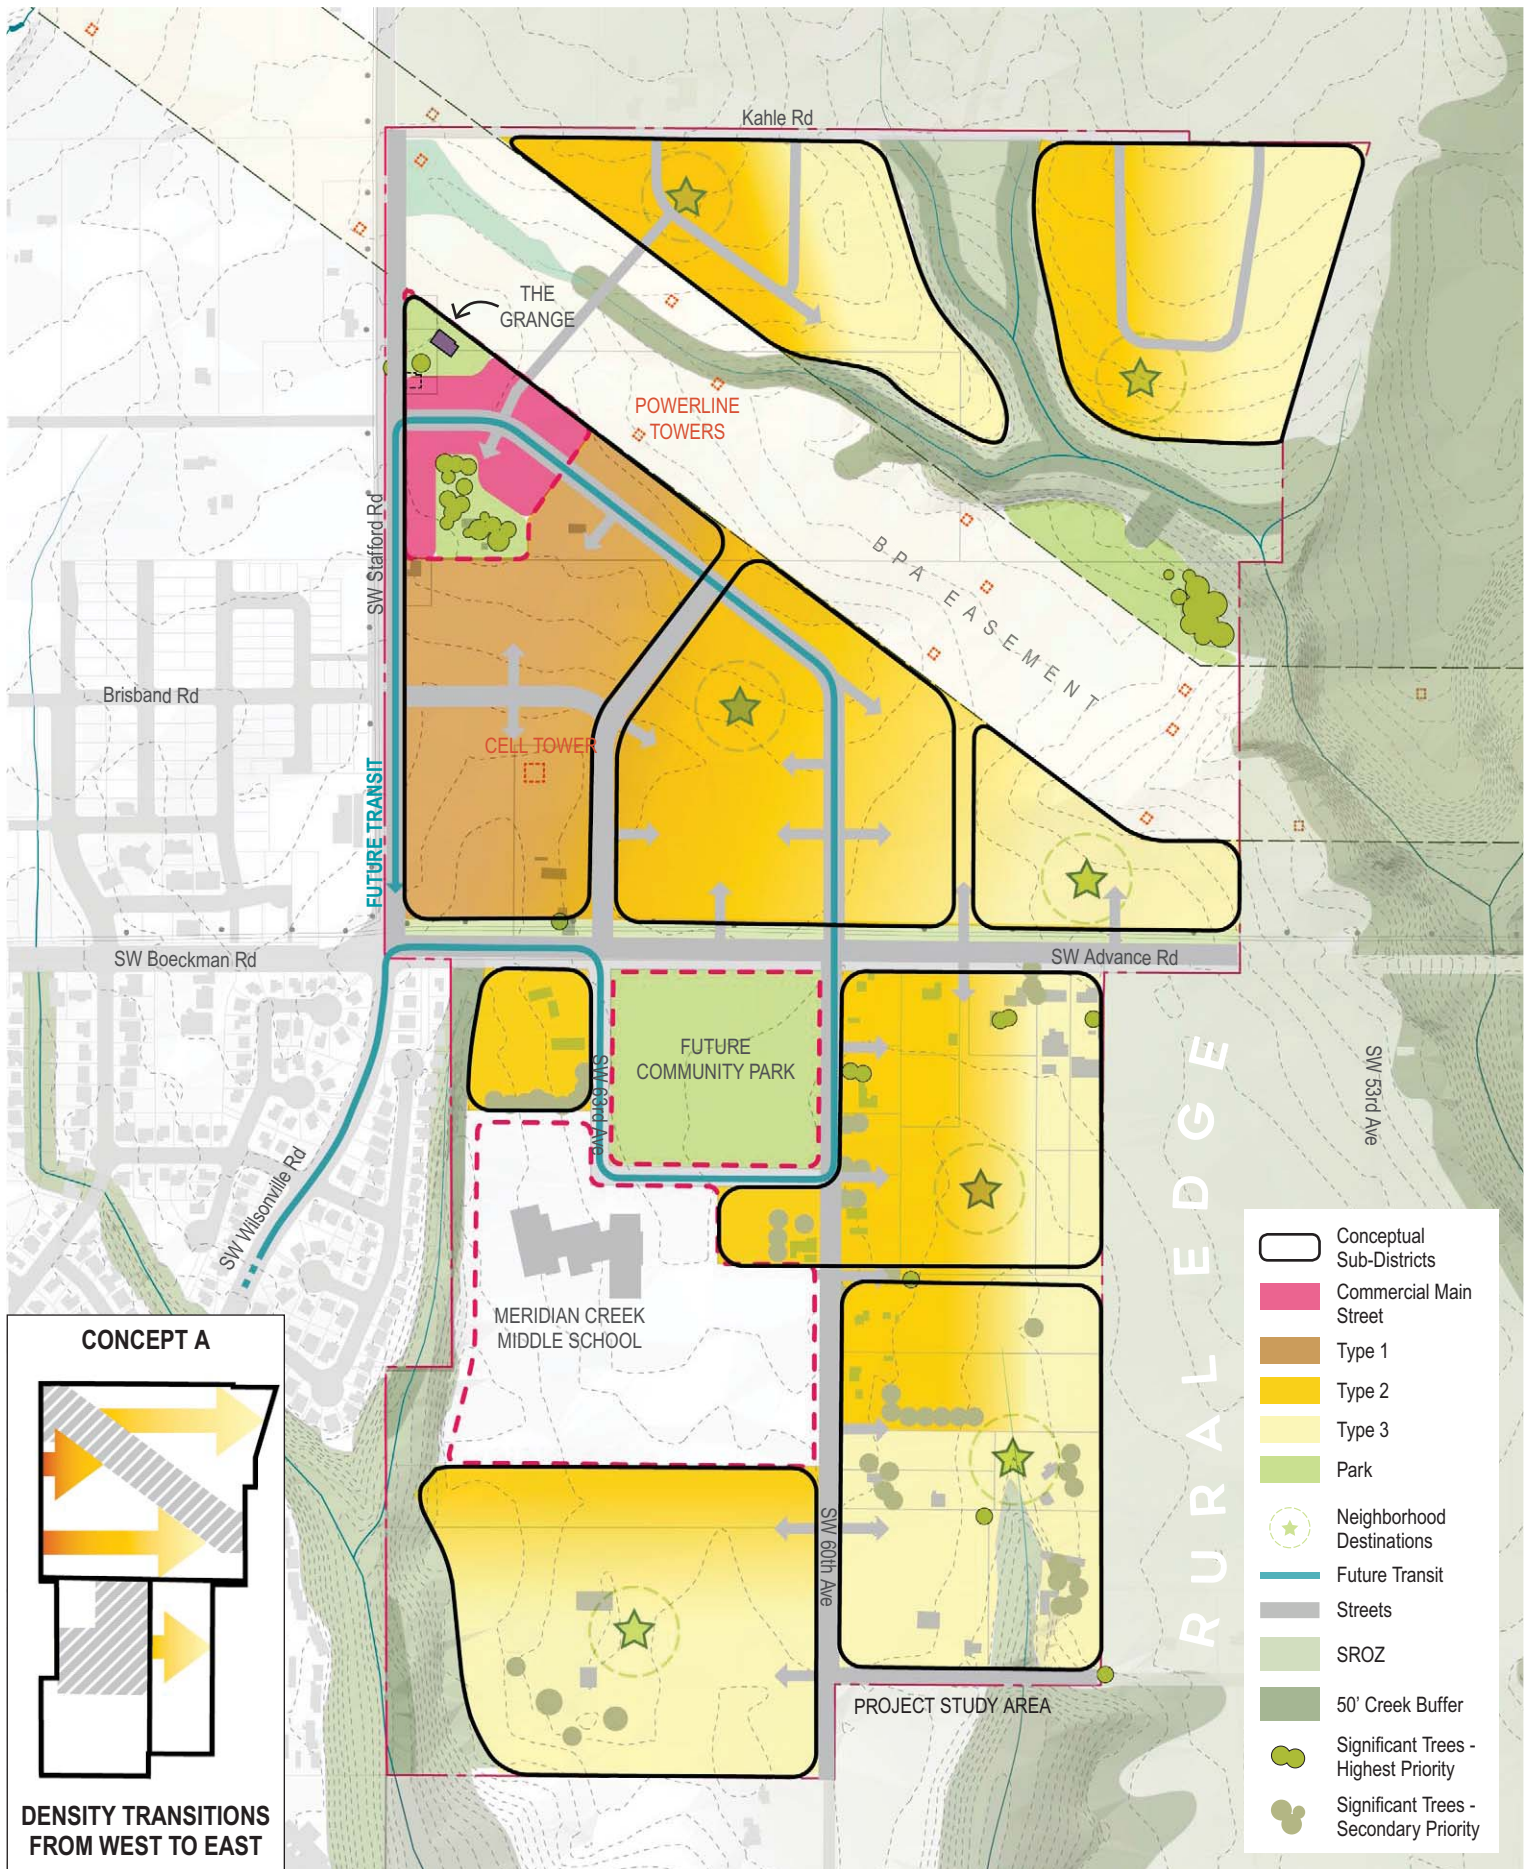 Kahle Rd
THE
GRANGE
POWERLINE
TOWERS
SW Stafford Rd
BPA EASEMENT
Brisband Rd
CELL TOWER
FUTURE TRANSIT
SW Boeckman Rd
SW Advance Rd
FUTURE
COMMUNITY PARK
SW 63rd Ave
SW 53rd Ave
RURAL EDGE
SW Wilsonville Rd
MERIDIAN CREEK
MIDDLE SCHOOL
SW 60th Ave
PROJECT STUDY AREA
CONCEPT A
DENSITY TRANSITIONS
FROM WEST TO EAST
Conceptual
Sub-Districts
Commercial Main
Street
Type 1
Type 2
Type 3
Park
Neighborhood
Destinations
Future Transit
Streets
SROZ
50' Creek Buffer
Significant Trees -
Highest Priority
Significant Trees -
Secondary Priority